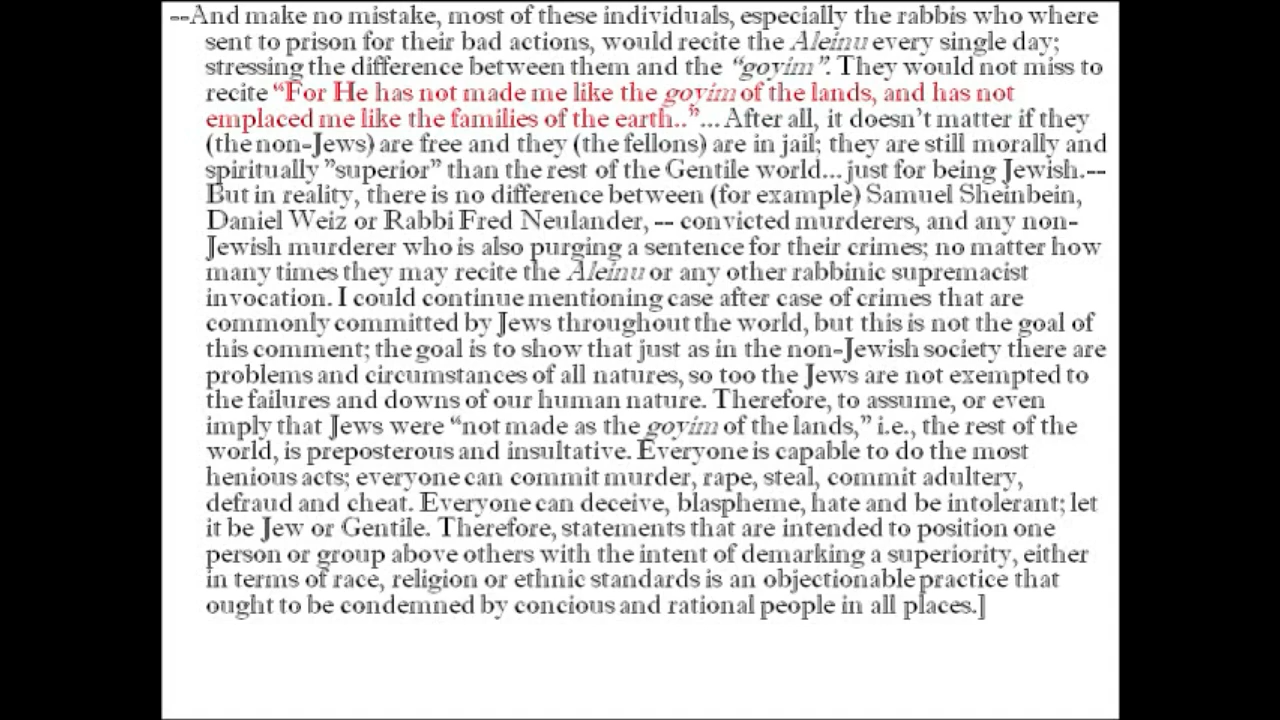 --And make no mistake, most of these individuals, especially the rabbis who where
sent to prison for their bad actions, would recite the Aleinu every single day;
stressing the difference between them and the “goyim”. They would not miss to
recite “For He has not made me like the goyim of the lands, and has not
emplaced me like the families of the earth..”... After all, it doesn’t matter if they
(the non-Jews) are free and they (the fellons) are in jail; they are still morally and
spiritually ”superior” than the rest of the Gentile world... just for being Jewish.--
But in reality, there is no difference between (for example) Samuel Sheinbein,
Daniel Weiz or Rabbi Fred Neulander, -- convicted murderers, and any non-
Jewish murderer who is also purging a sentence for their crimes; no matter how
many times they may recite the Aleinu or any other rabbinic supremacist
invocation. I could continue mentioning case after case of crimes that are
commonly committed by Jews throughout the world, but this is not the goal of
this comment; the goal is to show that just as in the non-Jewish society there are
problems and circumstances of all natures, so too the Jews are not exempted to
the failures and downs of our human nature. Therefore, to assume, or even
imply that Jews were “not made as the goyim of the lands,” i.e., the rest of the
world, is preposterous and insultative. Everyone is capable to do the most
henious acts; everyone can commit murder, rape, steal, commit adultery,
defraud and cheat. Everyone can deceive, blaspheme, hate and be intolerant; let
it be Jew or Gentile. Therefore, statements that are intended to position one
person or group above others with the intent of demarking a superiority, either
in terms of race, religion or ethnic standards is an objectionable practice that
ought to be condemned by concious and rational people in all places.]